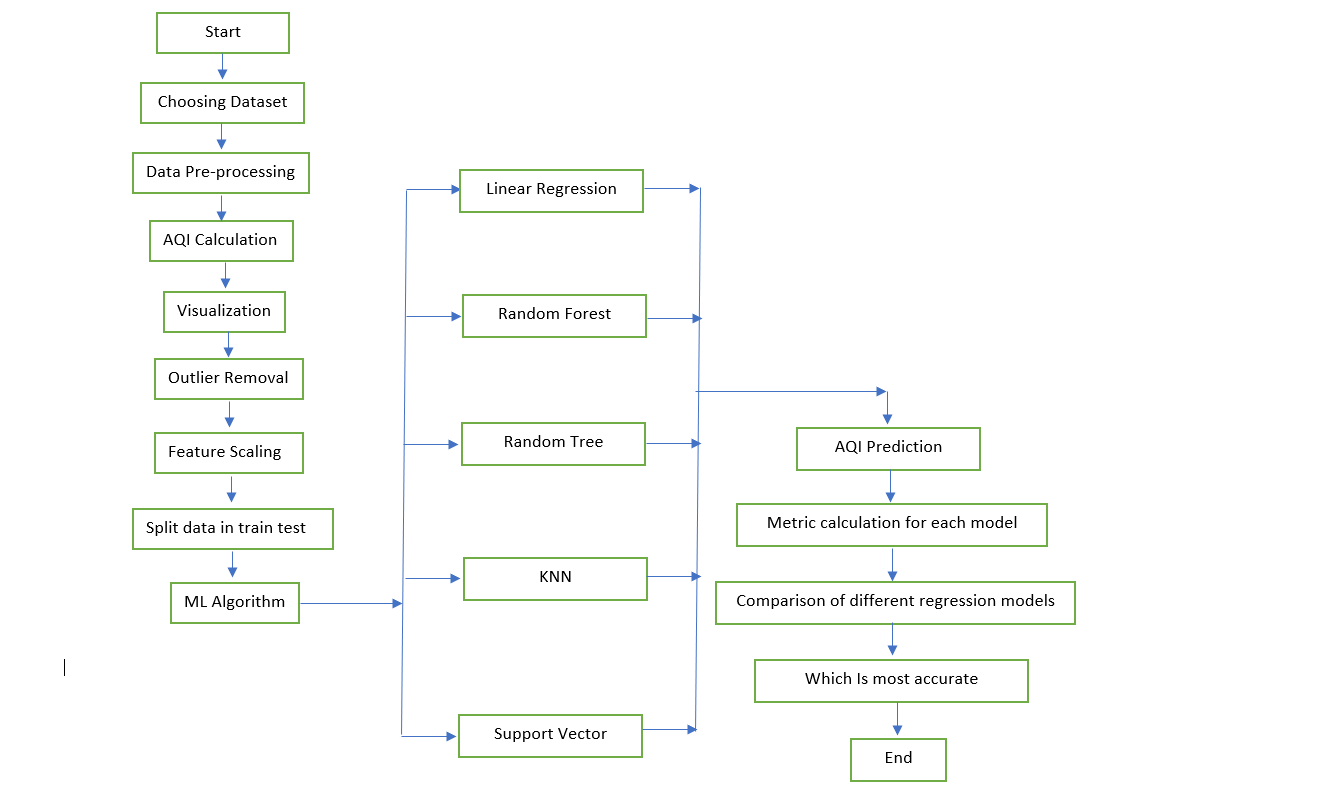 Start
Choosing Dataset
Data Pre-processing
AQI Calculation
Visualization
Outlier Removal
Feature Scaling
Split data in train test
ML Algorithm
Linear Regression
Random Forest
Random Tree
KNN
Support Vector
AQI Prediction
Metric calculation for each model
Comparison of different regression models
Which Is most accurate
End